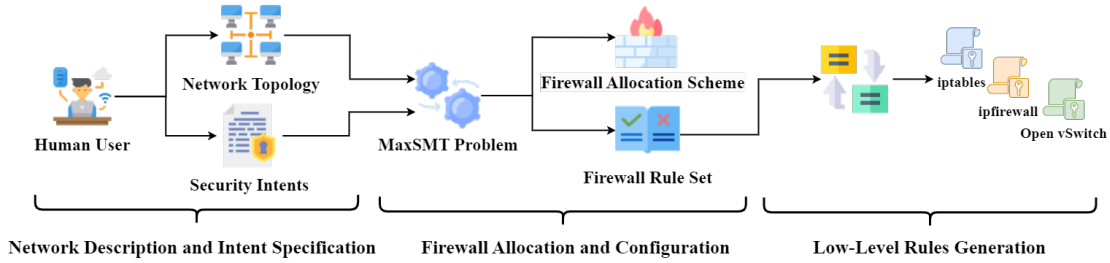 Human User
Network Topology
Security Intents
MaxSMT Problem
Firewall Allocation Scheme
Firewall Rule Set
iptables
ipfirewall
Open vSwitch
Network Description and Intent Specification
Firewall Allocation and Configuration
Low-Level Rules Generation